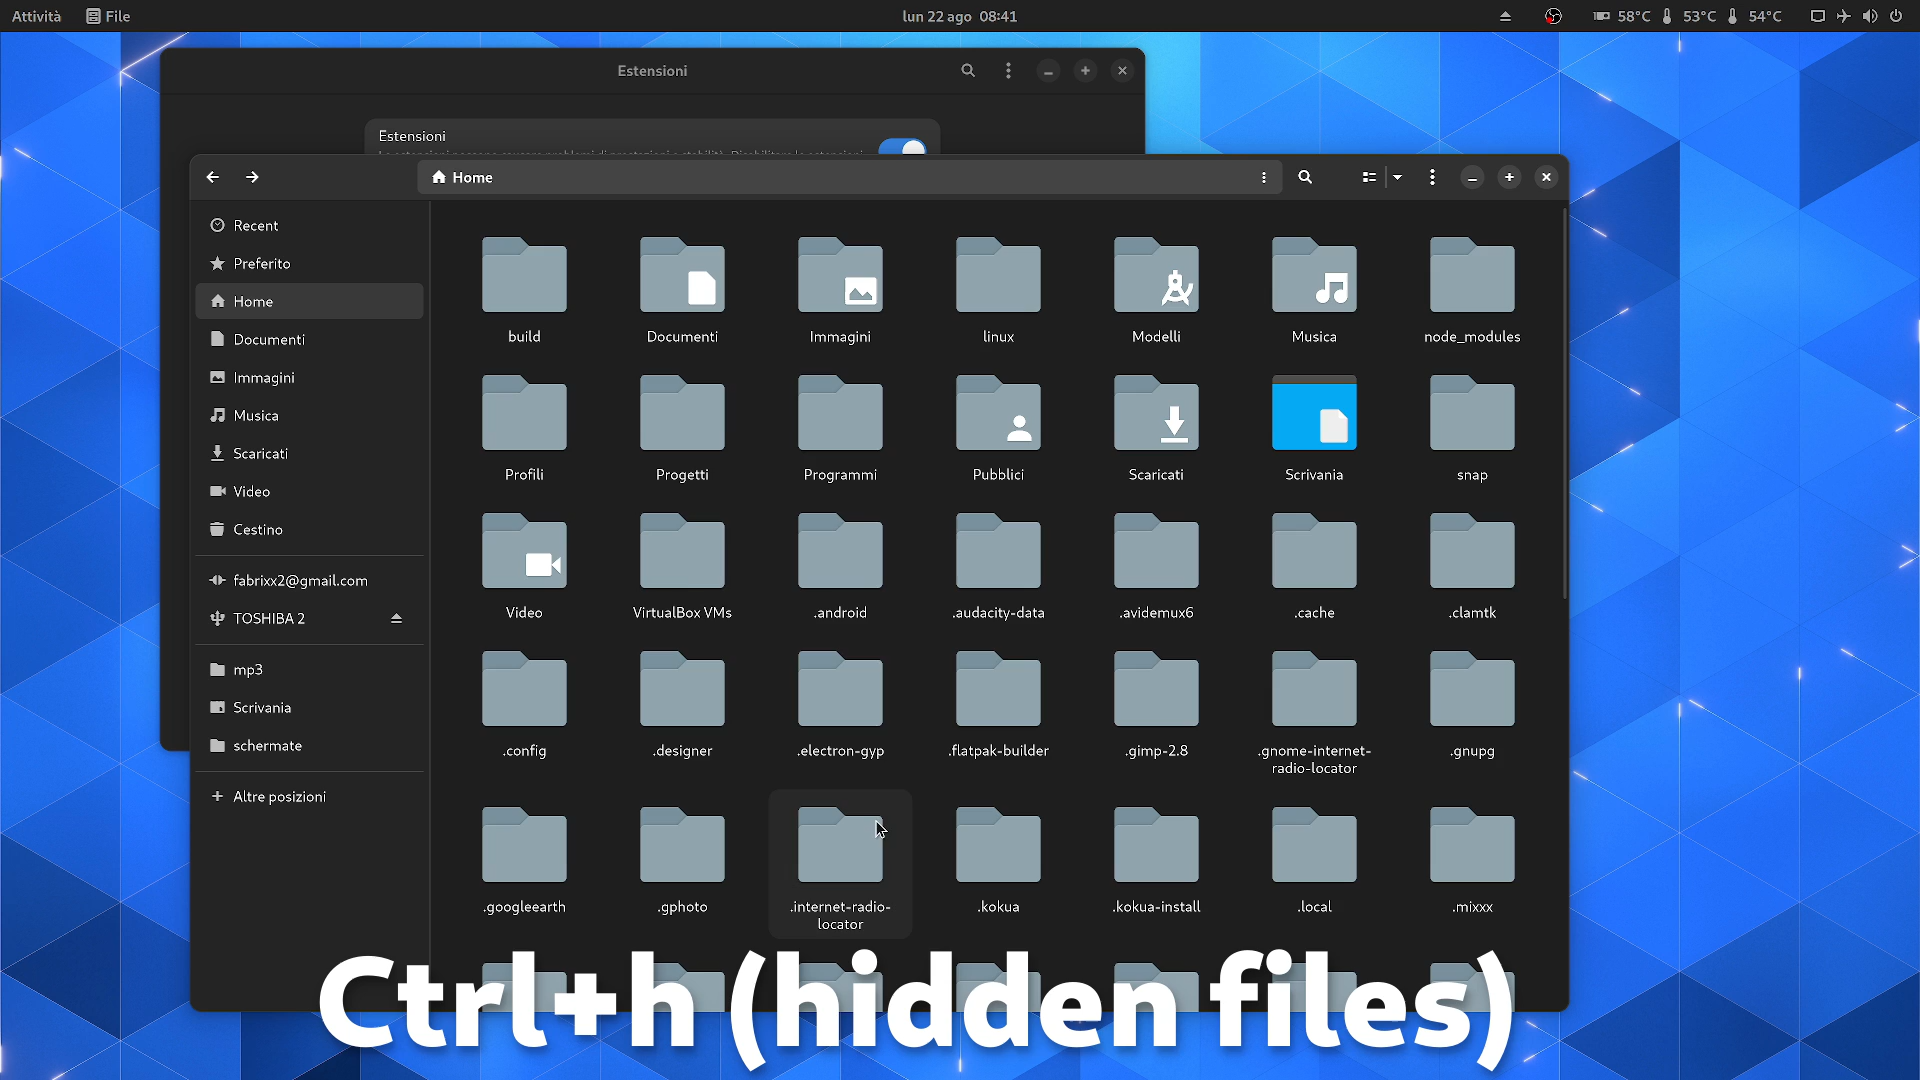 Attività File lun 22 ago 08:41 58°C 53°C 54°C
Estensioni
Estensioni
Home
Recent
Preferito
Home
Documenti
Immagini
Musica
Scaricati
Video
Cestino
fabrixx2@gmail.com
TOSHIBA 2
mp3
Scrivania
schermate
Altre posizioni
build Documenti Immagini linux Modelli Musica node_modules
Profili Progetti Programmi Pubblici Scaricati Scrivania snap
Video VirtualBox VMs .android .audacity-data .avidemux6 .cache .clamtk
.config .designer .electron-gyp .flatpak-builder .gimp-2.8 .gnome-internet-radio-locator .gnupg
.googleearth .gphoto .internet-radio-locator .kokua .kokua-install .local .mixxx
Ctrl+h (hidden files)